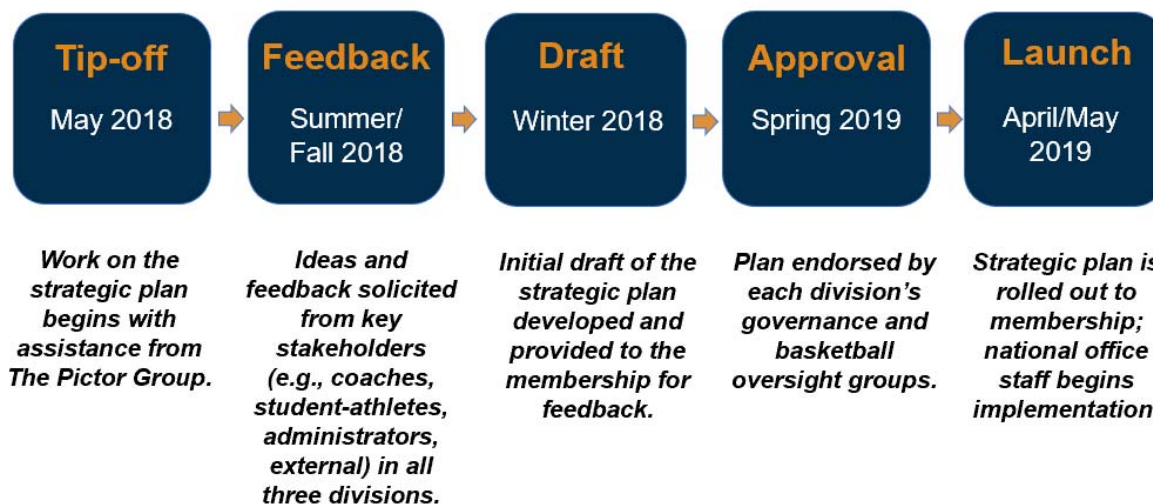 Tip-off
May 2018
Feedback
Summer/
Fall 2018
Draft
Winter 2018
Approval
Spring 2019
Launch
April/May
2019
Work on the
strategic plan
begins with
assistance from
The Pictor Group.
Ideas and
feedback solicited
from key
stakeholders
(e.g., coaches,
student-athletes,
administrators,
external) in all
three divisions.
Initial draft of the
strategic plan
developed and
provided to the
membership for
feedback.
Plan endorsed by
each division’s
governance and
basketball
oversight groups.
Strategic plan is
rolled out to
membership;
national office
staff begins
implementation